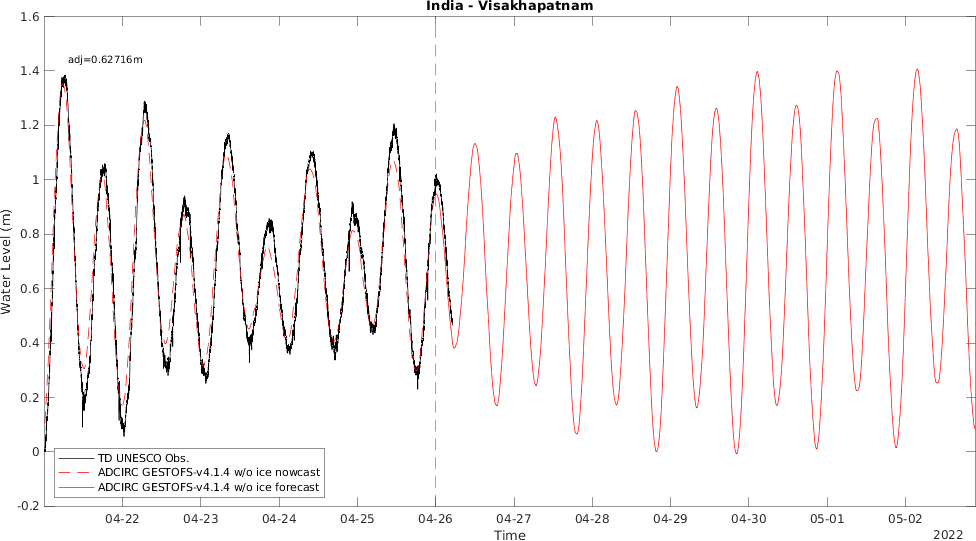 India - Visakhapatnam
1.6
1.4
1.2
1
0.8
0.6
0.4
0.2
0
-0.2
Water Level (m)
adj=0.62716m
TD UNESCO Obs.
ADCIRC GESTOFS-v4.1.4 w/o ice nowcast
ADCIRC GESTOFS-v4.1.4 w/o ice forecast
04-22 04-23 04-24 04-25 04-26 04-27 04-28 04-29 04-30 05-01 05-02
Time
2022